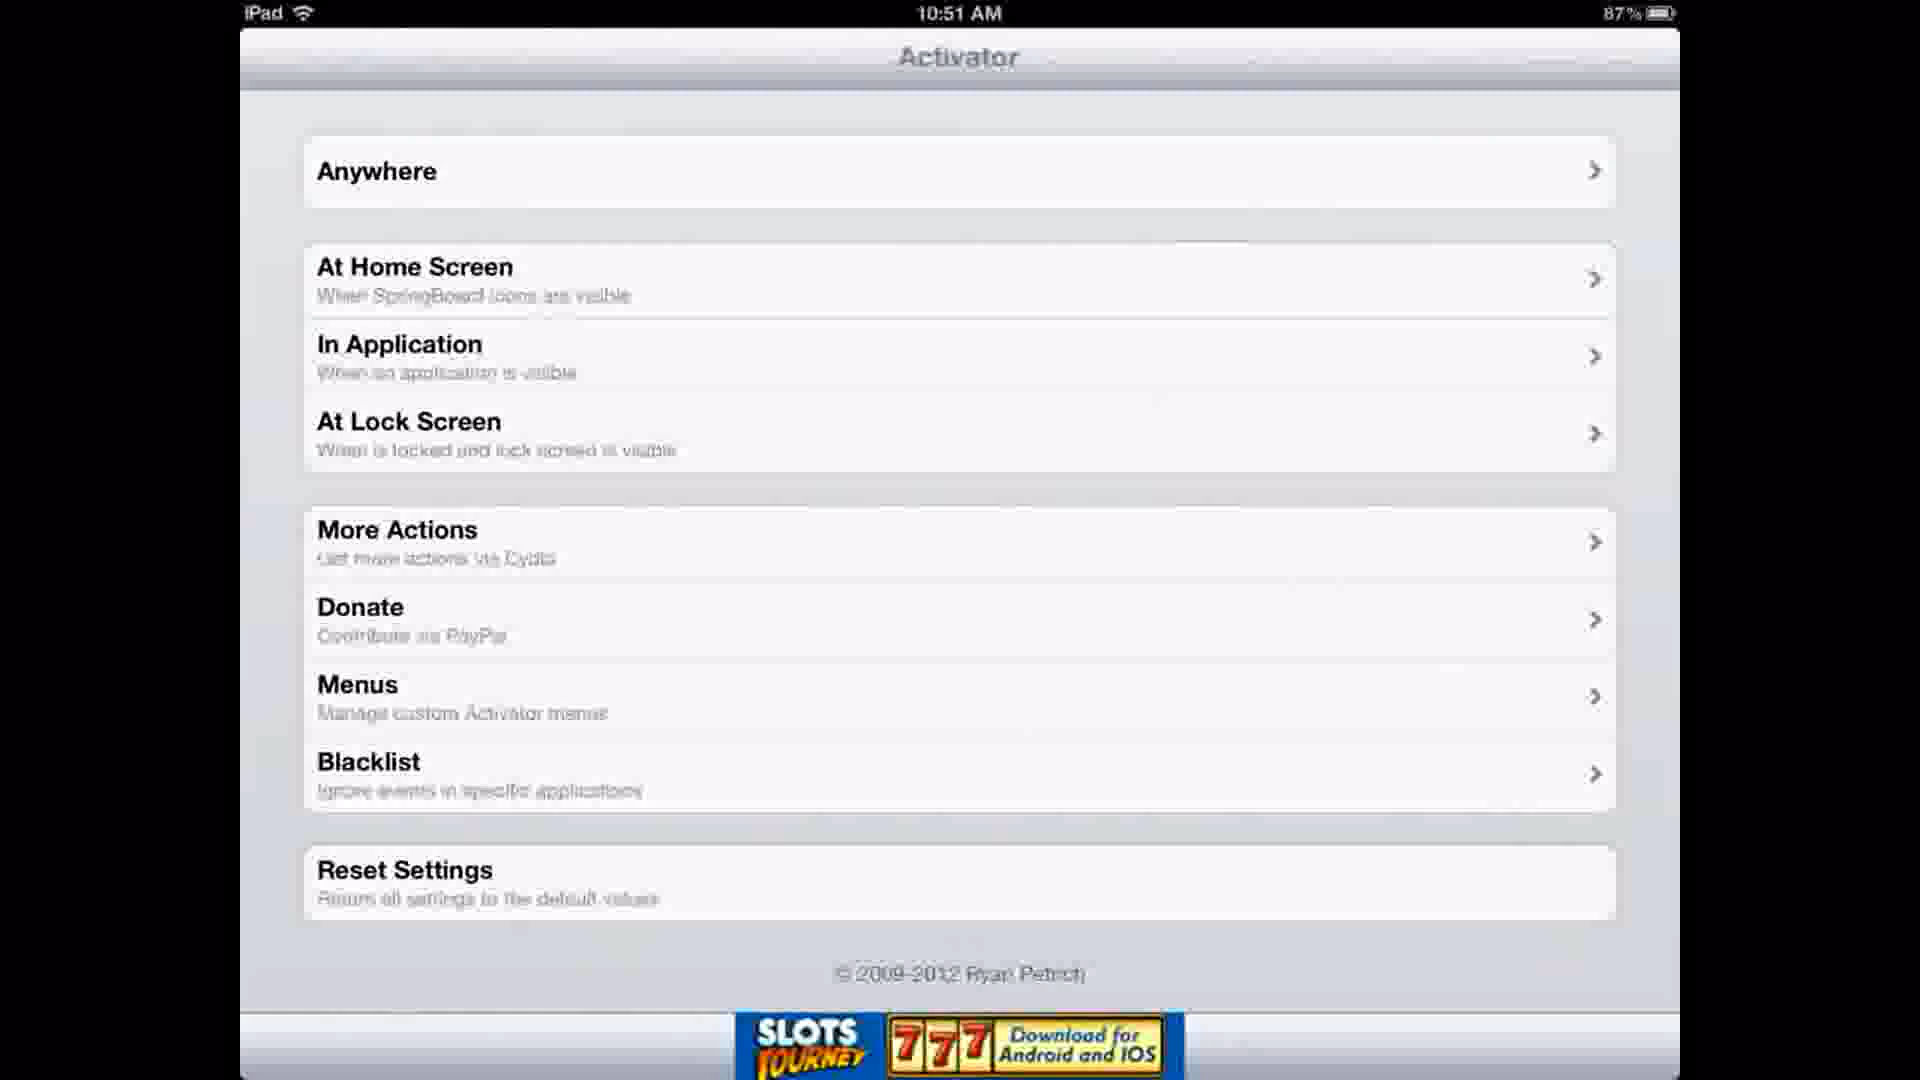 iPad
10:51 AM
87%
Activator
Anywhere
At Home Screen
When SpringBoard icons are visible
In Application
When an application is visible
At Lock Screen
When is locked and lock screen is visible
More Actions
Get more actions via Cydia
Donate
Contribute via PayPal
Menus
Manage custom Activator menus
Blacklist
Ignore events in specific applications
Reset Settings
Return all settings to the default values
© 2009-2012 Ryan Petrich
SLOTS
TOURNEY
777
Download for
Android and iOS